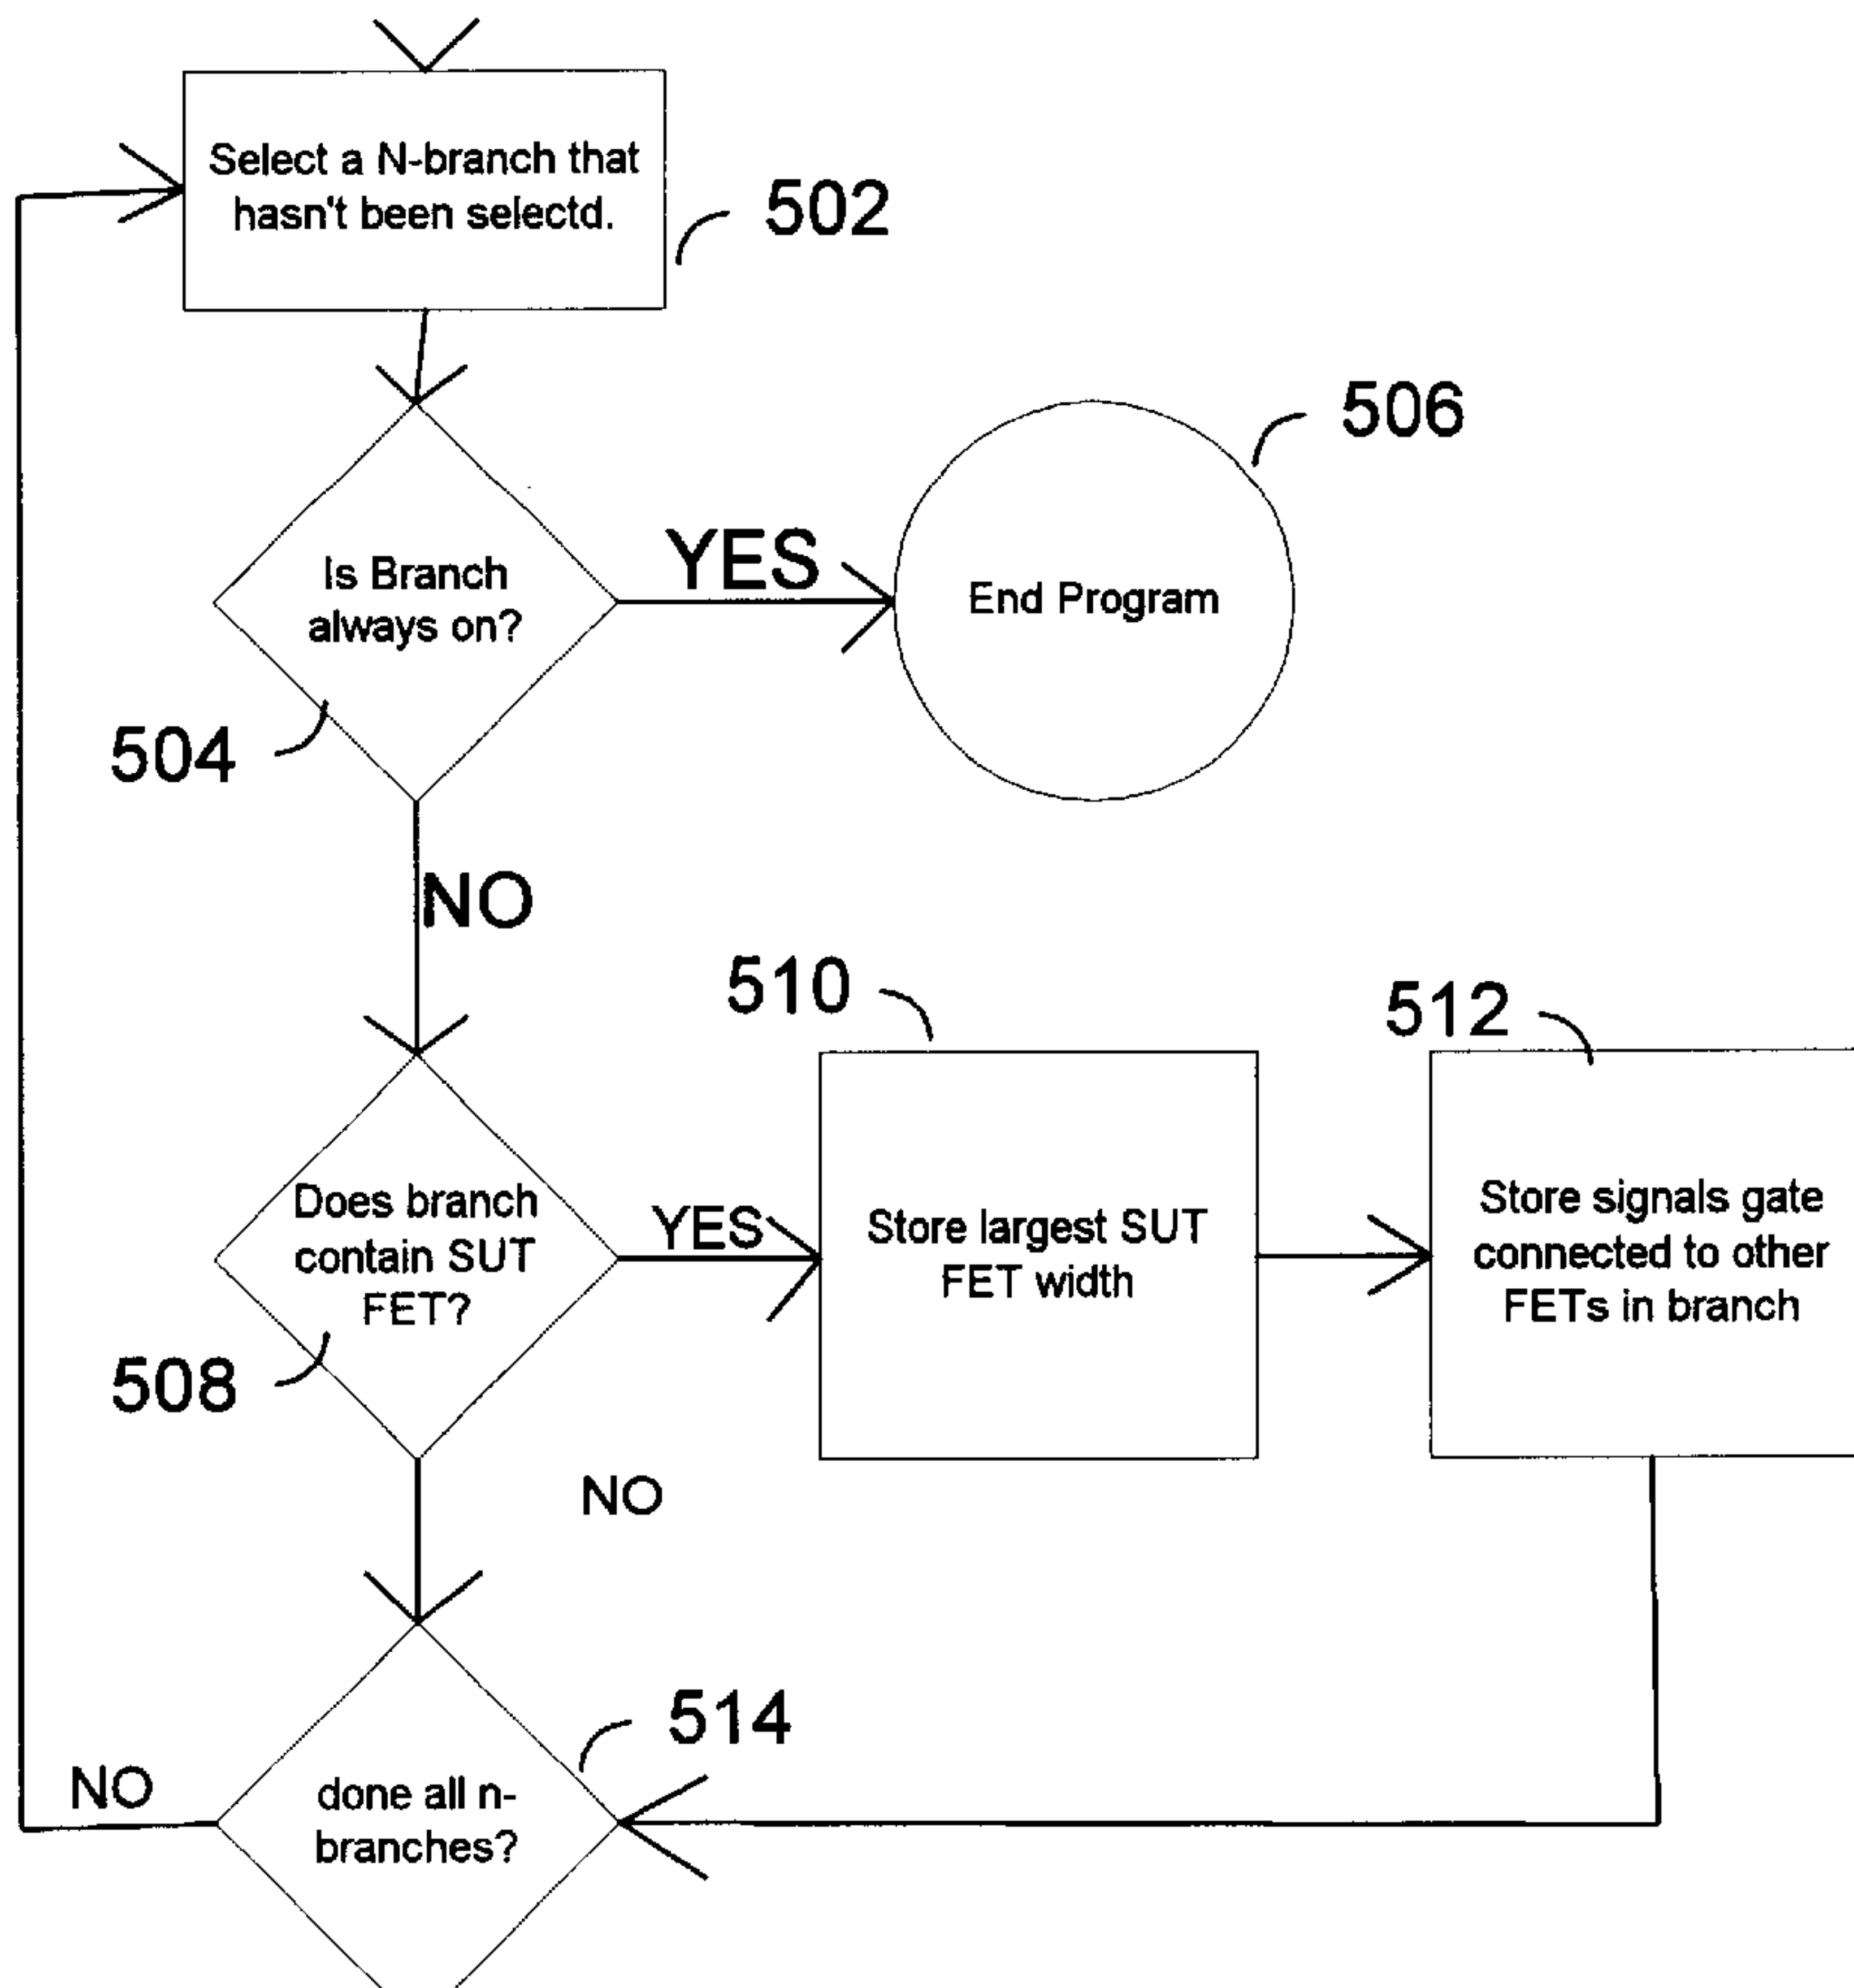 Select a N-branch that
hasn't been selectd.
502
506
Is Branch
always on?
YES
End Program
504
NO
510
512
Does branch
contain SUT
FET?
YES
Store largest SUT
FET width
Store signals gate
connected to other
FETs in branch
508
NO
514
NO
done all n-
branches?